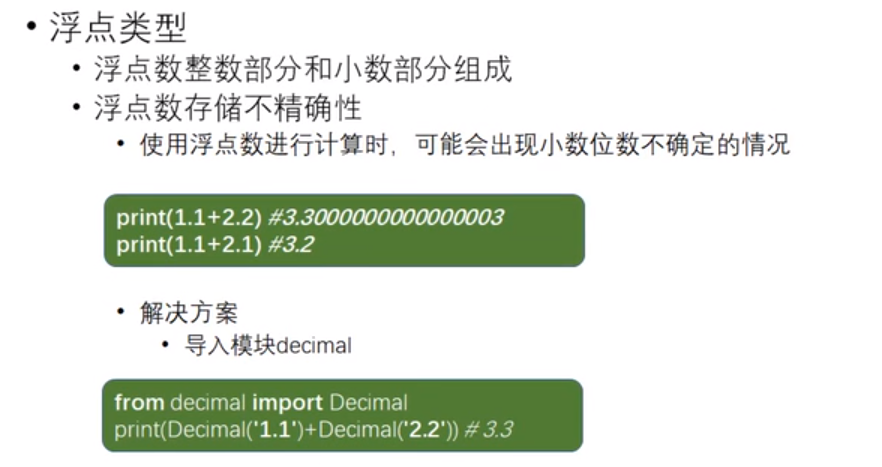 • 浮点类型
• 浮点数整数部分和小数部分组成
• 浮点数存储不精确性
• 使用浮点数进行计算时，可能会出现小数位数不确定的情况
print(1.1+2.2) #3.3000000000000003
print(1.1+2.1) #3.2
• 解决方案
• 导入模块decimal
from decimal import Decimal
print(Decimal('1.1')+Decimal('2.2')) # 3.3